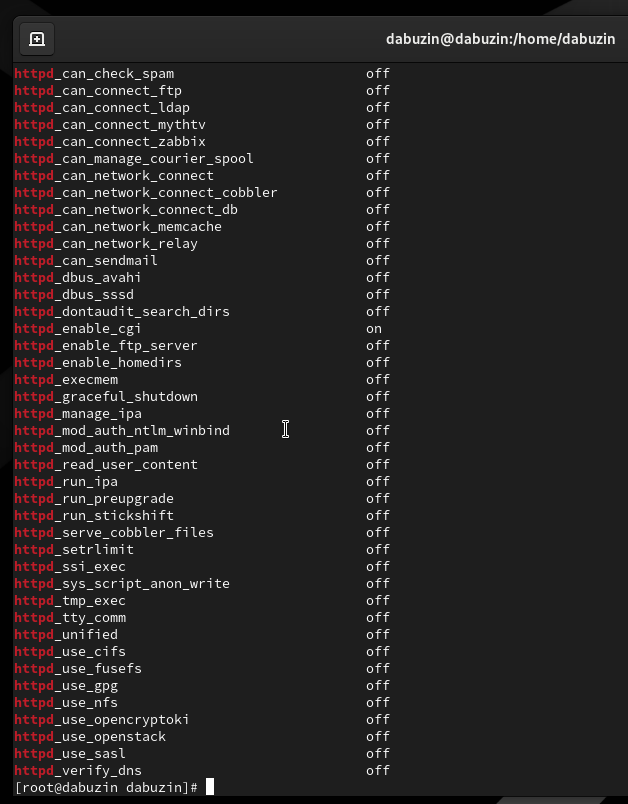 dabuzin@dabuzin:/home/dabuzin
httpd_can_check_spam off
httpd_can_connect_ftp off
httpd_can_connect_ldap off
httpd_can_connect_mythtv off
httpd_can_connect_zabbix off
httpd_can_manage_courier_spool off
httpd_can_network_connect off
httpd_can_network_connect_cobbler off
httpd_can_network_connect_db off
httpd_can_network_memcache off
httpd_can_network_relay off
httpd_can_sendmail off
httpd_dbus_avahi off
httpd_dbus_sssd off
httpd_dontaudit_search_dirs off
httpd_enable_cgi on
httpd_enable_ftp_server off
httpd_enable_homedirs off
httpd_execmem off
httpd_graceful_shutdown off
httpd_manage_ipa off
httpd_mod_auth_ntlm_winbind off
httpd_mod_auth_pam off
httpd_read_user_content off
httpd_run_ipa off
httpd_run_preupgrade off
httpd_run_stickshift off
httpd_serve_cobbler_files off
httpd_setrlimit off
httpd_ssi_exec off
httpd_sys_script_anon_write off
httpd_tmp_exec off
httpd_tty_comm off
httpd_unified off
httpd_use_cifs off
httpd_use_fusefs off
httpd_use_gpg off
httpd_use_nfs off
httpd_use_opencryptoki off
httpd_use_openstack off
httpd_use_sasl off
httpd_verify_dns off
[root@dabuzin dabuzin]#